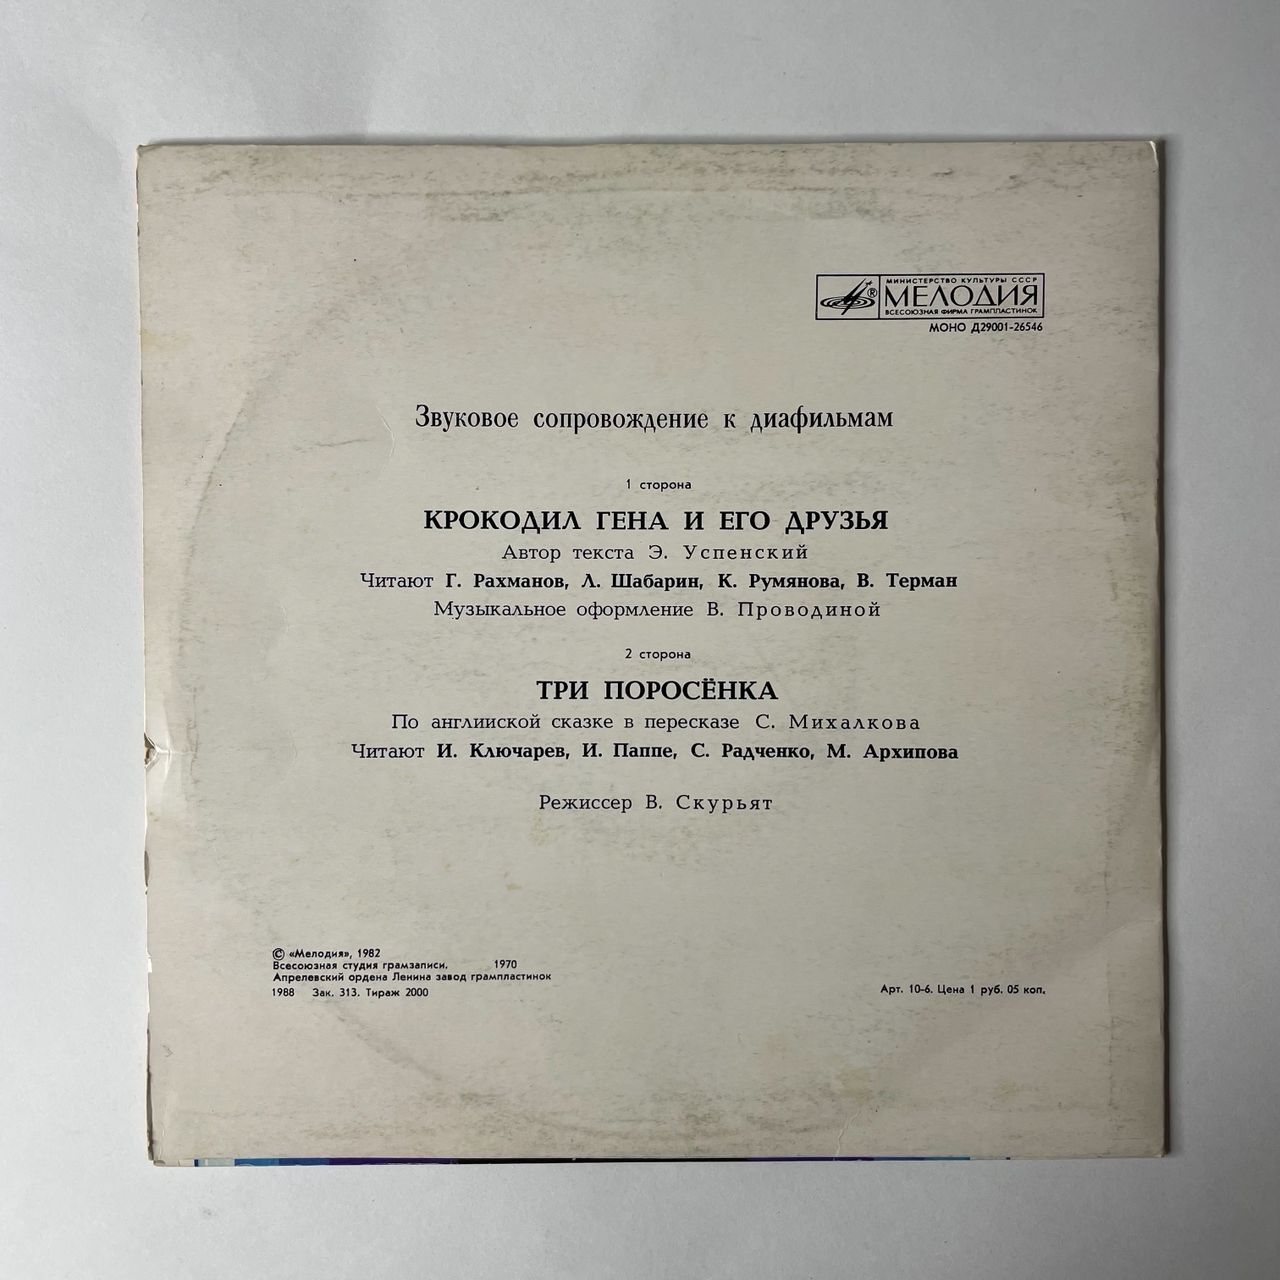 МИНИСТЕРСТВО КУЛЬТУРЫ СССР
® МЕЛОДИЯ
ВСЕСОЮЗНАЯ ФИРМА ГРАМПЛАСТИНОК
МОНО Д29001-26546
Звуковое сопровождение к диафильмам
1 сторона
КРОКОДИЛ ГЕНА И ЕГО ДРУЗЬЯ
Автор текста Э. Успенский
Читают Г. Рахманов, Л. Шабарин, К. Румянова, В. Терман
Музыкальное оформление В. Проводиной
2 сторона
ТРИ ПОРОСЁНКА
По английской сказке в пересказе С. Михалкова
Читают И. Ключарев, И. Паппе, С. Радченко, М. Архипова
Режиссер В. Скурьят
© «Мелодия», 1982
Всесоюзная студия грамзаписи. 1970
Апрелевский ордена Ленина завод грампластинок
1988 Зак. 313. Тираж 2000
Арт. 10-6. Цена 1 руб. 05 коп.